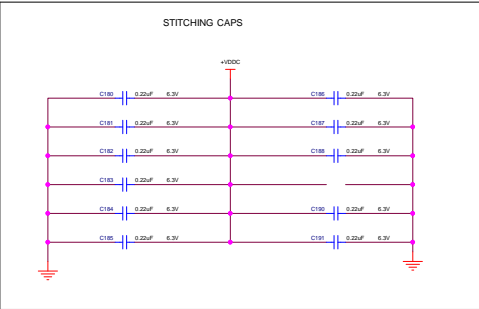 STITCHING CAPS
+VDDC
C180 0.22uF 6.3V C186 0.22uF 6.3V
C181 0.22uF 6.3V C187 0.22uF 6.3V
C182 0.22uF 6.3V C188 0.22uF 6.3V
C183 0.22uF 6.3V
C184 0.22uF 6.3V C190 0.22uF 6.3V
C185 0.22uF 6.3V C191 0.22uF 6.3V